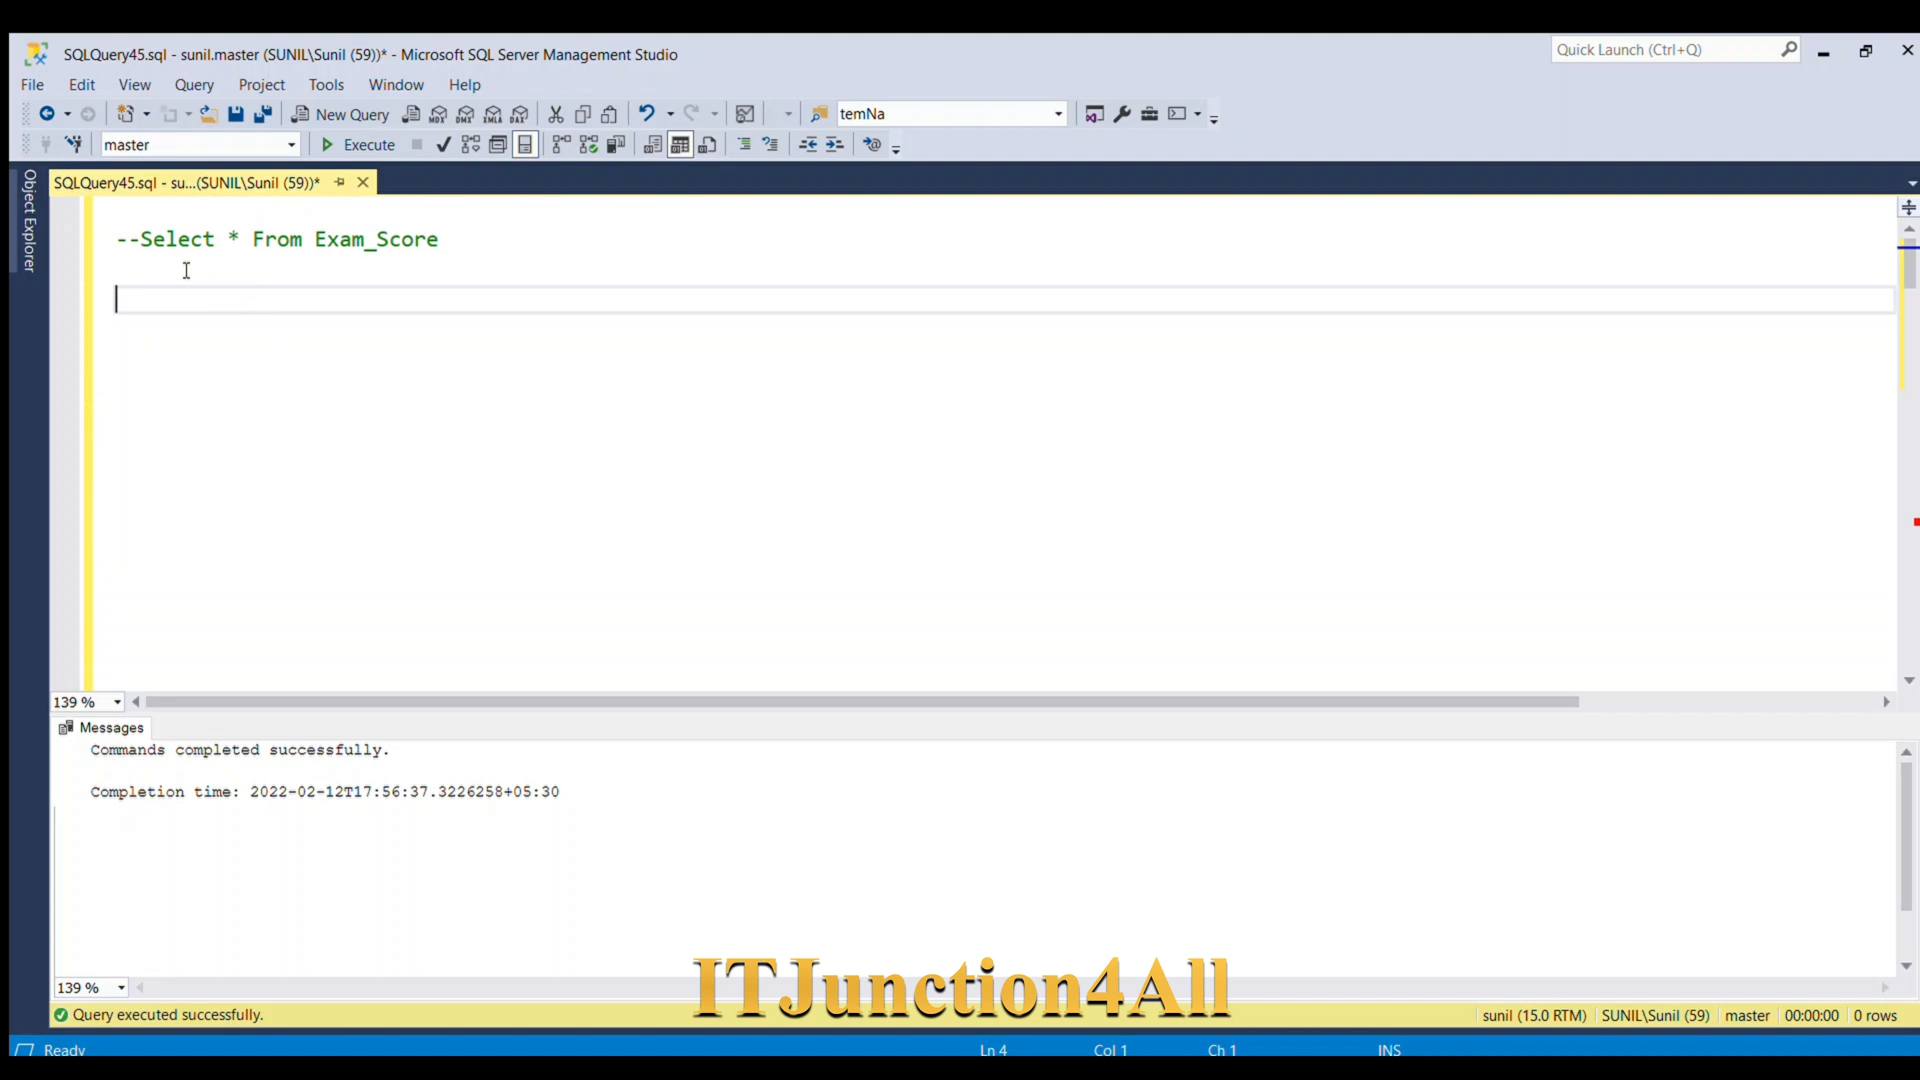 SQLQuery45.sql - sunil.master (SUNIL\Sunil (59))* - Microsoft SQL Server Management Studio
Quick Launch (Ctrl+Q)
File Edit View Query Project Tools Window Help
New Query
MDX DMX XMLA DAX
temNa
master
Execute
Object Explorer
SQLQuery45.sql - su...(SUNIL\Sunil (59))*
--Select * From Exam_Score
139 %
Messages
Commands completed successfully.
Completion time: 2022-02-12T17:56:37.3226258+05:30
139 %
ITJunction4All
Query executed successfully.
sunil (15.0 RTM) SUNIL\Sunil (59) master 00:00:00 0 rows
Ready
Ln 4 Col 1 Ch 1 INS